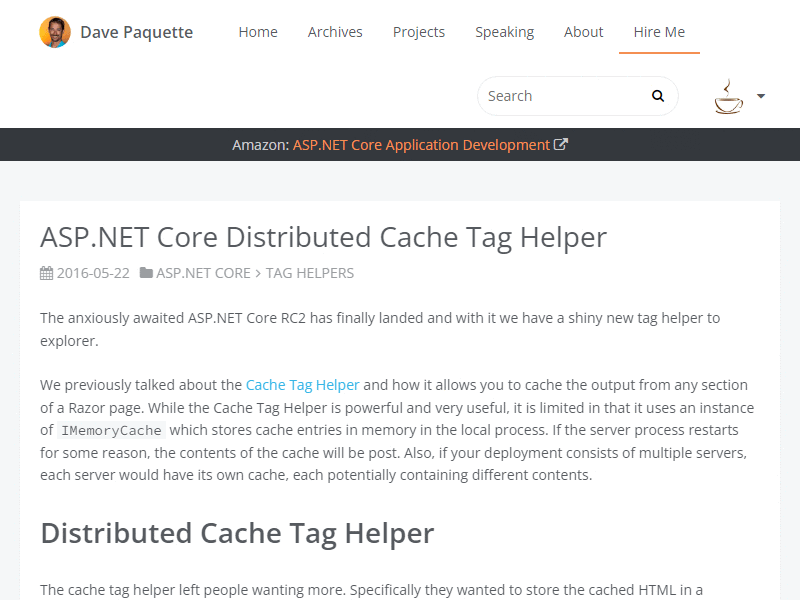 Dave Paquette
Home
Archives
Projects
Speaking
About
Hire Me
Search
Amazon: ASP.NET Core Application Development
ASP.NET Core Distributed Cache Tag Helper
2016-05-22 ASP.NET CORE > TAG HELPERS
The anxiously awaited ASP.NET Core RC2 has finally landed and with it we have a shiny new tag helper to
explorer.
We previously talked about the Cache Tag Helper and how it allows you to cache the output from any section
of a Razor page. While the Cache Tag Helper is powerful and very useful, it is limited in that it uses an instance
of IMemoryCache which stores cache entries in memory in the local process. If the server process restarts
for some reason, the contents of the cache will be post. Also, if your deployment consists of multiple servers,
each server would have its own cache, each potentially containing different contents.
Distributed Cache Tag Helper
The cache tag helper left people wanting more. Specifically they wanted to store the cached HTML in a